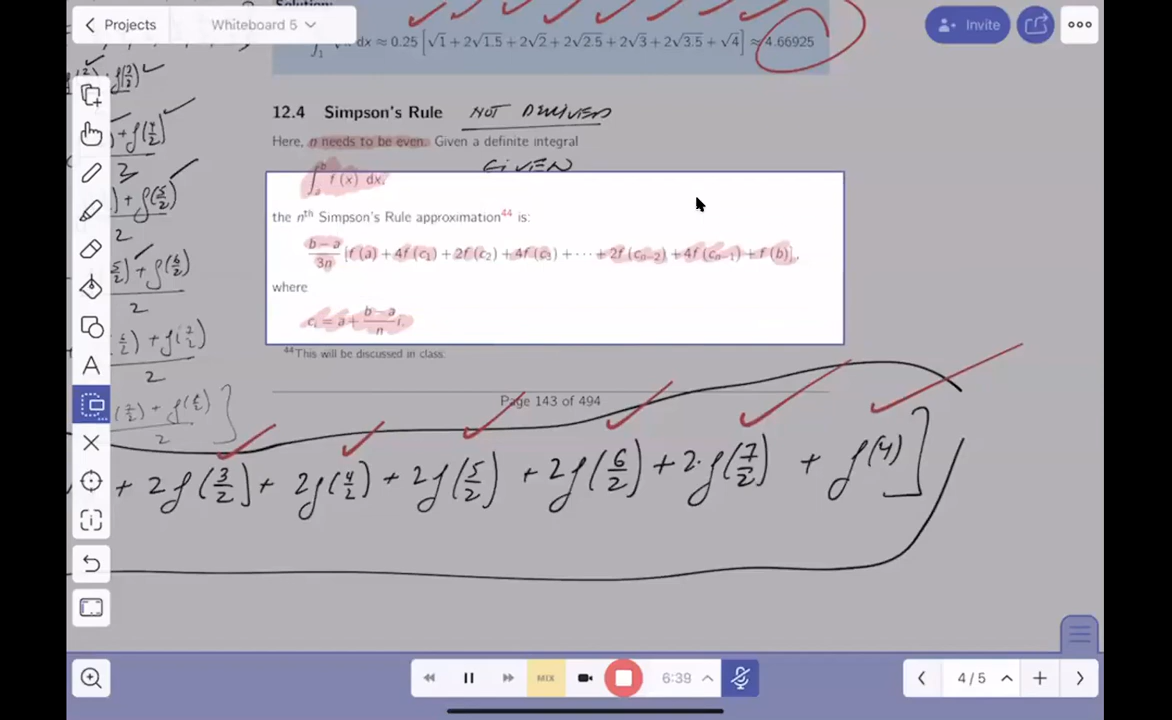 Projects
Whiteboard 5
Invite
Solution:
dx ≈ 0.25 [√1 + 2√1.5 + 2√2 + 2√2.5 + 2√3 + 2√3.5 + √4] ≈ 4.66925
12.4 Simpson's Rule NOT DERIVED
Here, n needs to be even. Given a definite integral
GIVEN
∫_a^b f(x) dx,
the nth Simpson's Rule approximation44 is:
b − a / 3n [f(a) + 4f(c1) + 2f(c2) + 4f(c3) + ··· + 2f(cn−2) + 4f(cn−1) + f(b)],
where
ci = a + b − a / n i.
44This will be discussed in class.
Page 143 of 494
+ 2f(3/2) + 2f(4/2) + 2f(5/2) + 2f(6/2) + 2·f(7/2) + f(4)]
MIX
6:39
4/5